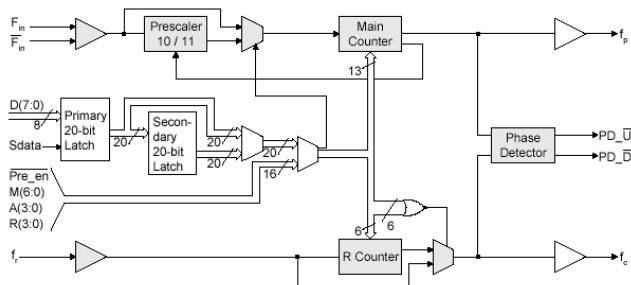 Fin
F̅in
Prescaler
10 / 11
Main
Counter
fp
13
D(7:0)
8
Sdata
Primary
20-bit
Latch
20
Secon-
dary
20-bit
Latch
20
20
20
16
Phase
Detector
PD_U̅
PD_D̅
P̅r̅e̅_en
M(6:0)
A(3:0)
R(3:0)
6
6
fr
R Counter
fc